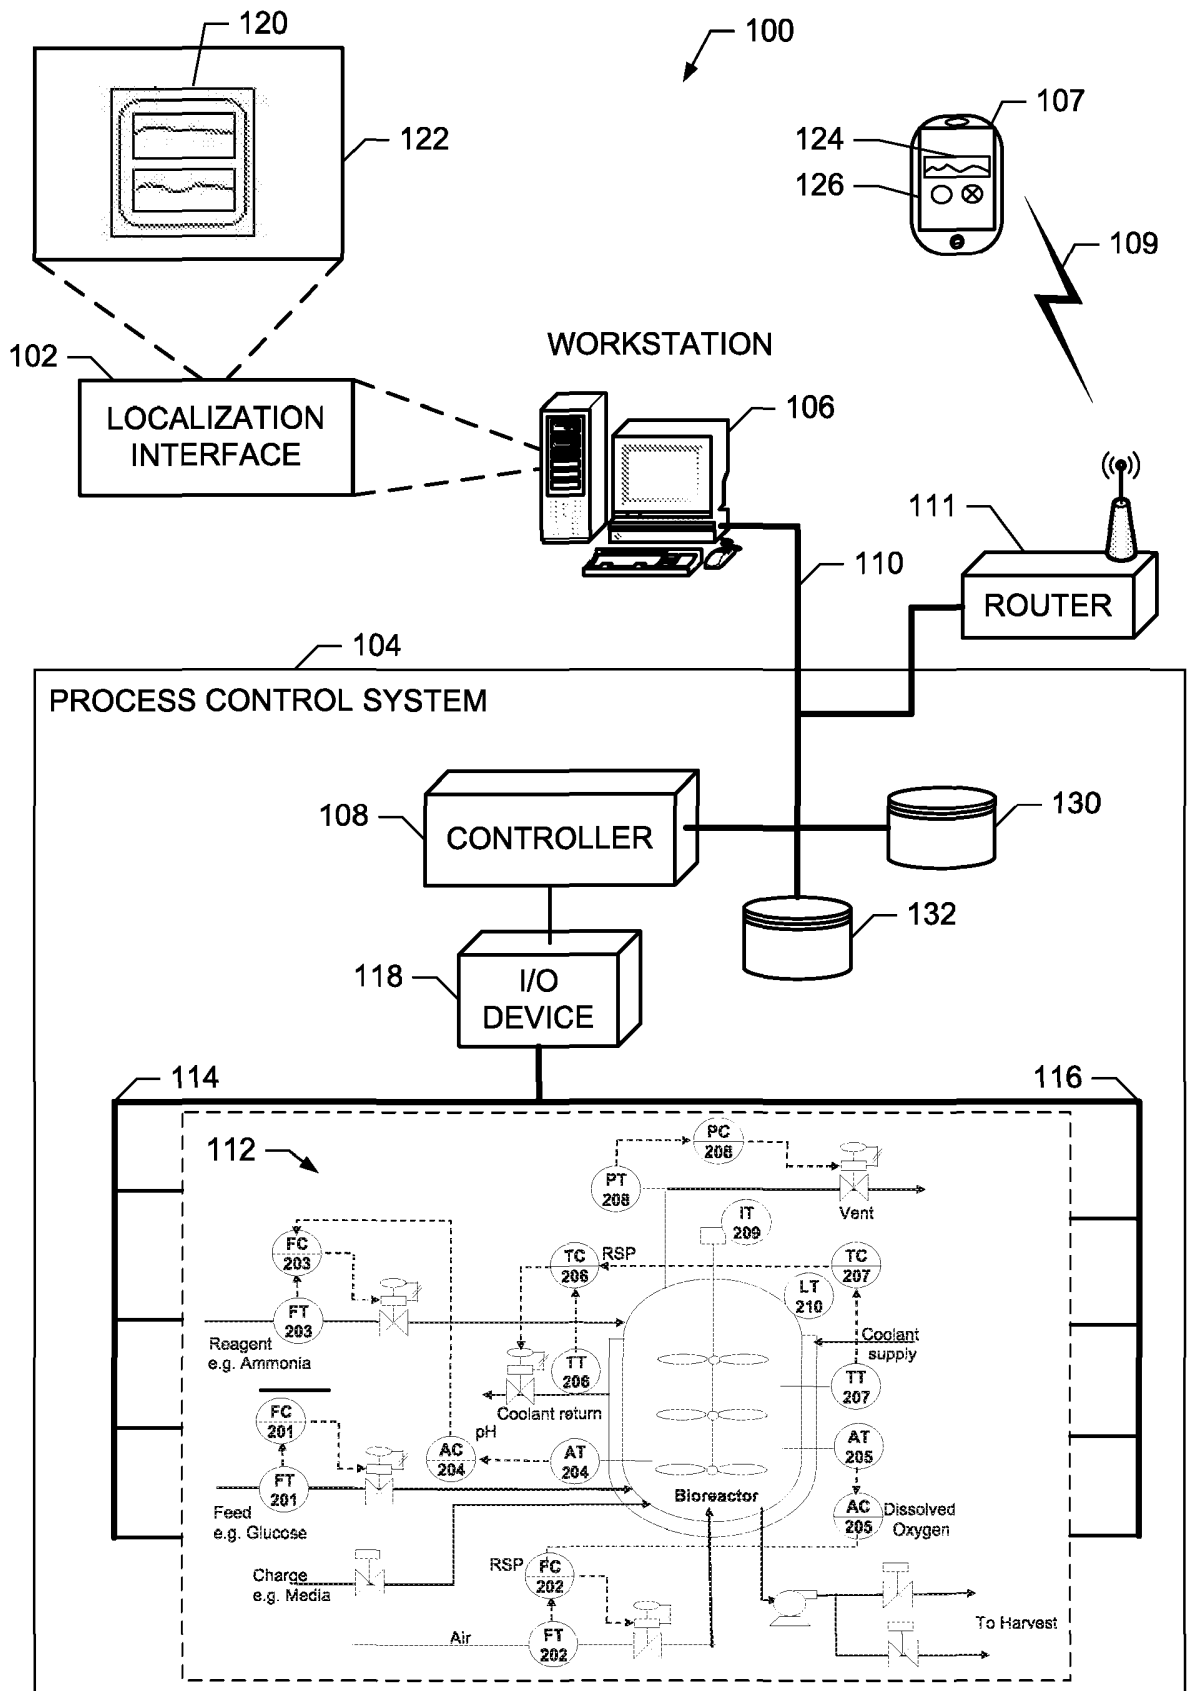 120
100
107
124
122
126
109
102
WORKSTATION
LOCALIZATION
INTERFACE
106
111
110
ROUTER
104
PROCESS CONTROL SYSTEM
108
CONTROLLER
130
132
118
I/O
DEVICE
114
116
112
PC
208
PT
208
Vent
IT
209
FC
203
TC
206
RSP
TC
207
LT
210
FT
203
Reagent
e.g. Ammonia
Coolant
supply
TT
206
TT
207
Coolant return
FC
201
pH
AC
204
AT
204
AT
205
FT
201
Feed
e.g. Glucose
Bioreactor
AC
205
Dissolved
Oxygen
Charge
e.g. Media
RSP
FC
202
Air
FT
202
To Harvest